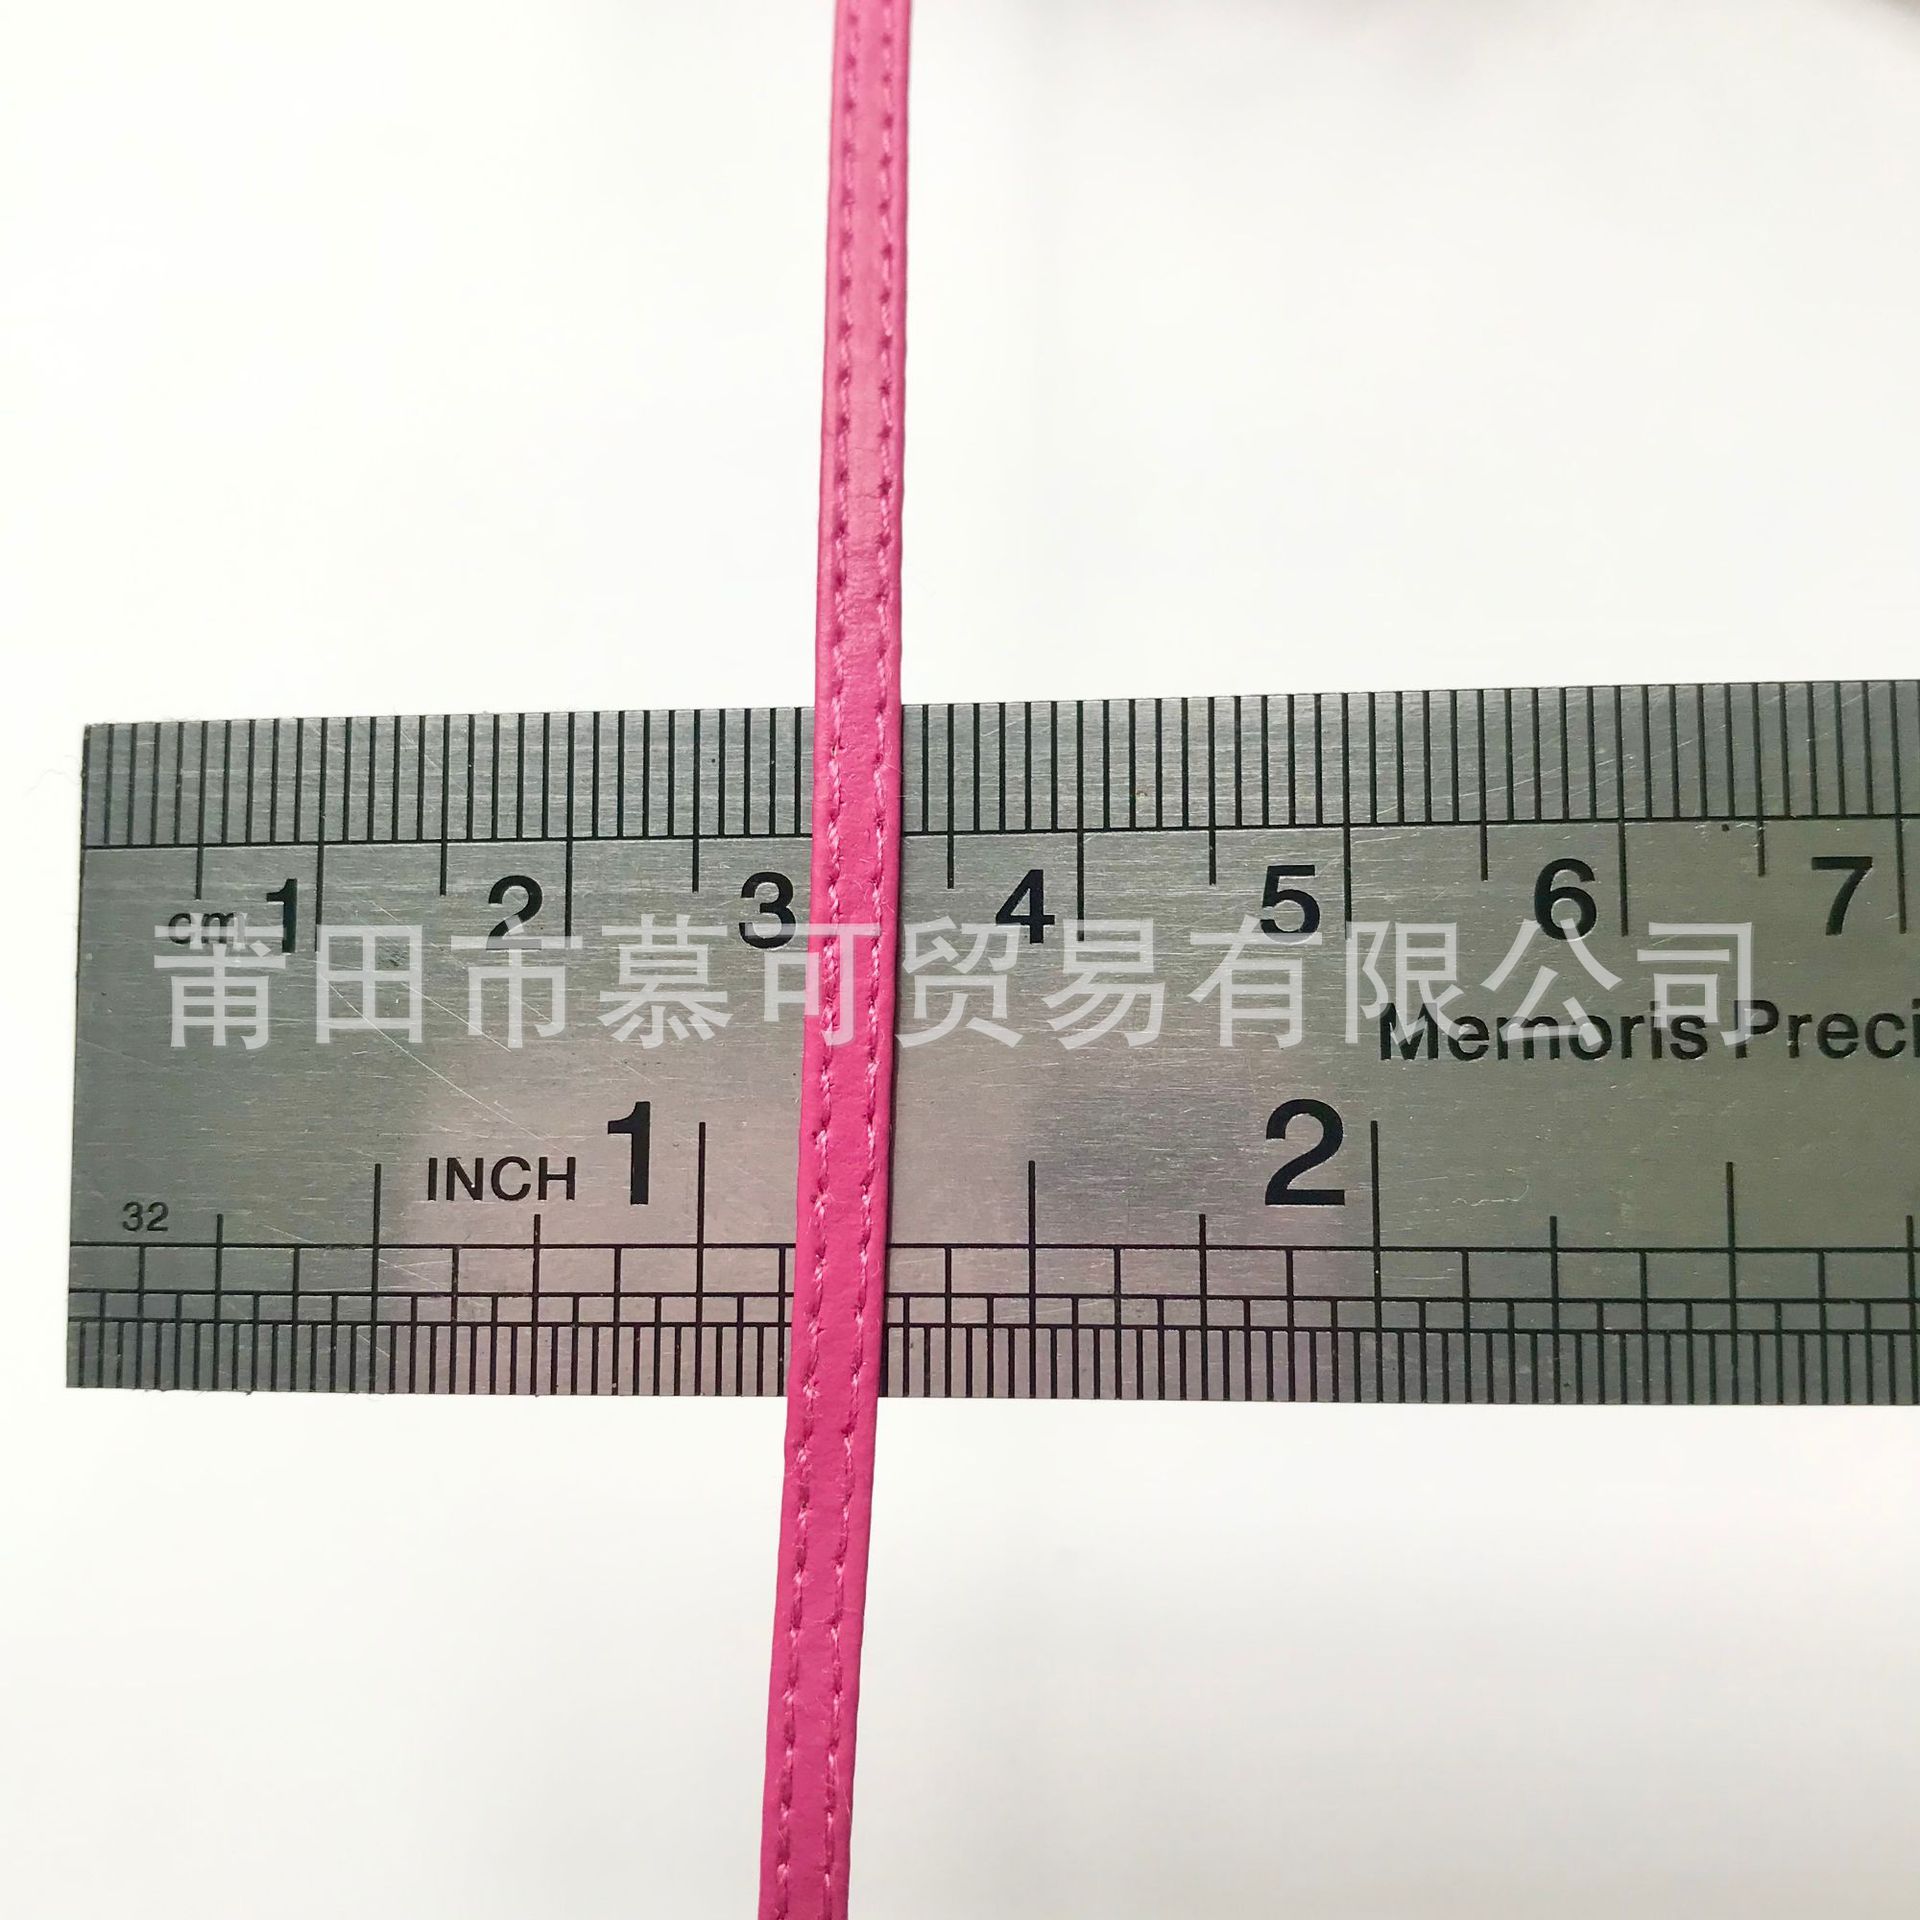 1 2 3 4 5 6 7
cm
莆田市慕可贸易有限公司
Memoris Preci
INCH 1 2
32